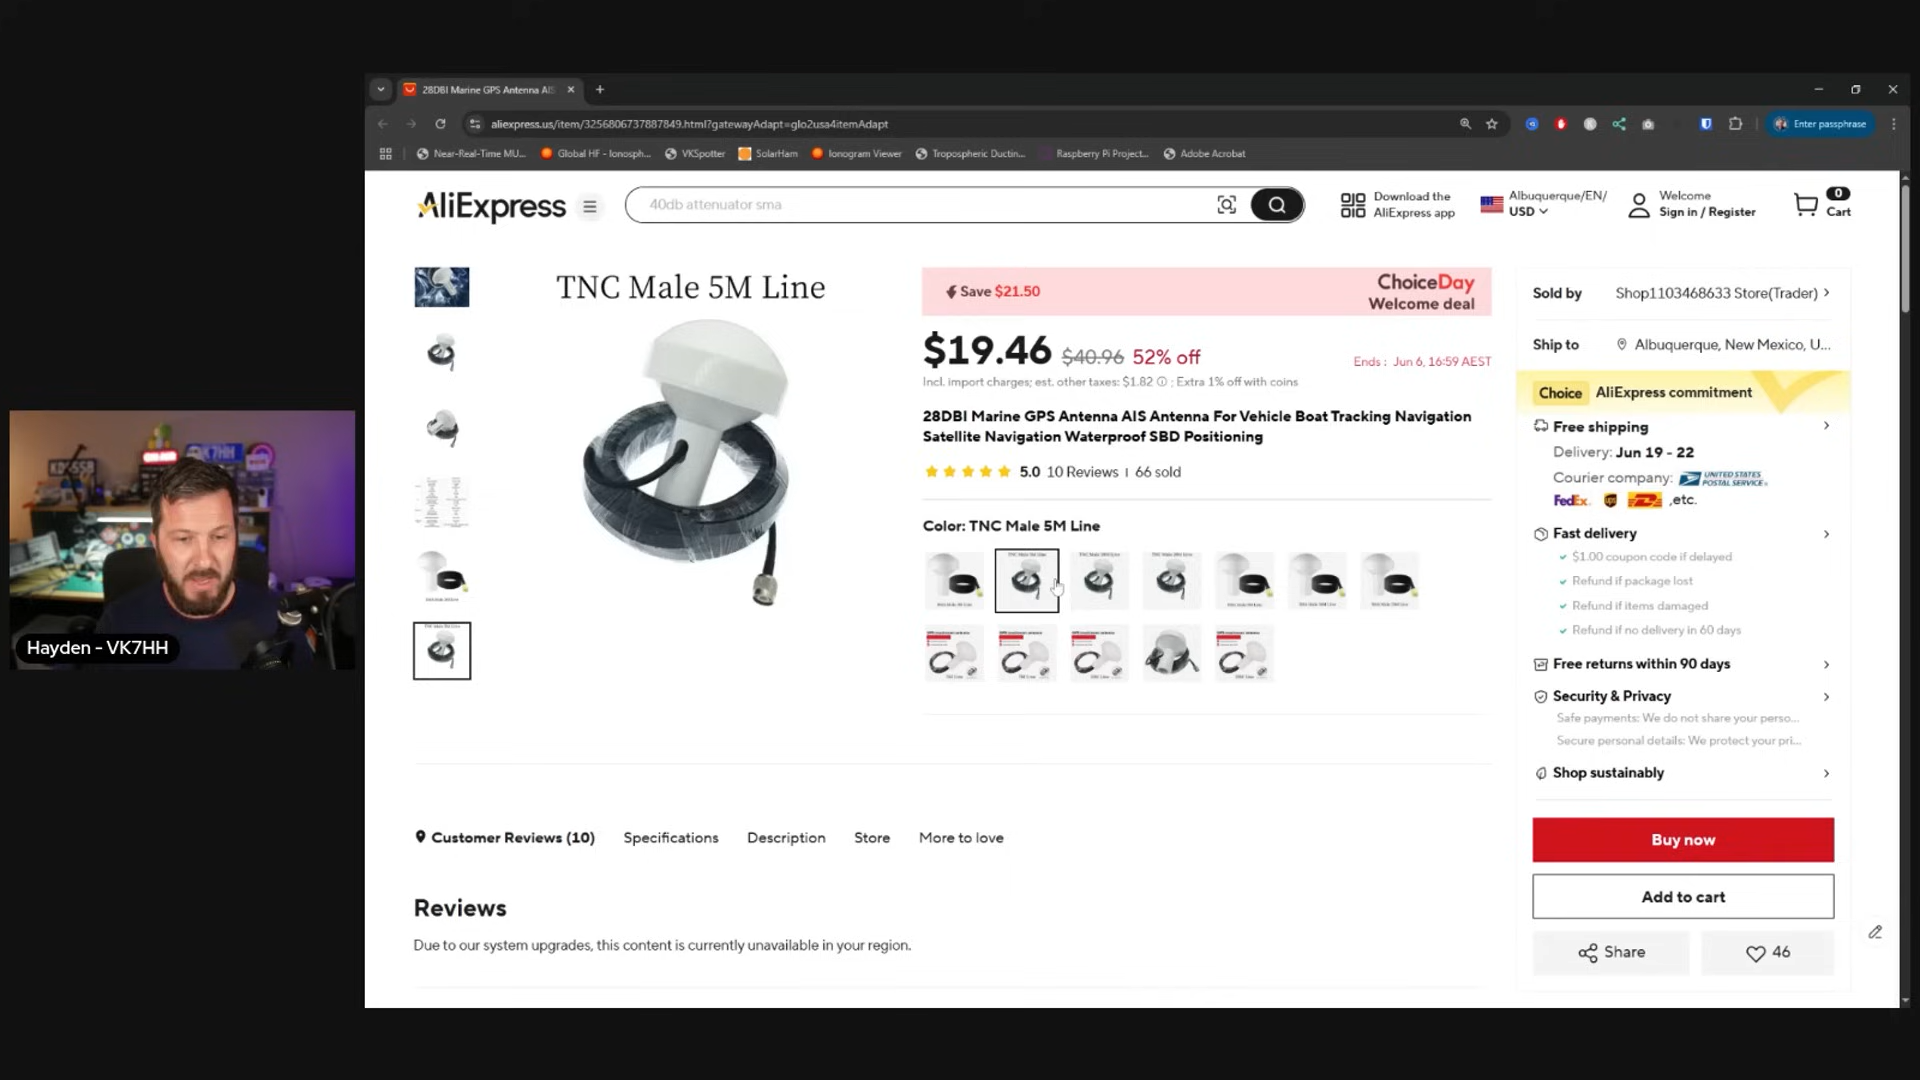 28DBI Marine GPS Antenna AIS
aliexpress.us/item/3256806737887849.html?gatewayAdapt=glo2usa4itemAdapt
Enter passphrase
Near-Real-Time MU...
Global HF - Ionosph...
VKSpotter
SolarHam
Ionogram Viewer
Tropospheric Ductin...
Raspberry Pi Project...
Adobe Acrobat
AliExpress
40db attenuator sma
Download the
AliExpress app
Albuquerque/EN/
USD
Welcome
Sign in / Register
0
Cart
TNC Male 5M Line
Save $21.50
ChoiceDay
Welcome deal
$19.46 $40.96 52% off
Ends : Jun 6, 16:59 AEST
Incl. import charges; est. other taxes: $1.82 ; Extra 1% off with coins
28DBI Marine GPS Antenna AIS Antenna For Vehicle Boat Tracking Navigation
Satellite Navigation Waterproof SBD Positioning
5.0 10 Reviews | 66 sold
Color: TNC Male 5M Line
Sold by Shop1103468633 Store(Trader)
Ship to Albuquerque, New Mexico, U...
Choice AliExpress commitment
Free shipping
Delivery: Jun 19 - 22
Courier company: UNITED STATES POSTAL SERVICE
FedEx ups DHL ,etc.
Fast delivery
$1.00 coupon code if delayed
Refund if package lost
Refund if items damaged
Refund if no delivery in 60 days
Free returns within 90 days
Security & Privacy
Safe payments: We do not share your perso...
Secure personal details: We protect your pri...
Shop sustainably
Buy now
Add to cart
Share
46
Customer Reviews (10)
Specifications
Description
Store
More to love
Reviews
Due to our system upgrades, this content is currently unavailable in your region.
Hayden - VK7HH